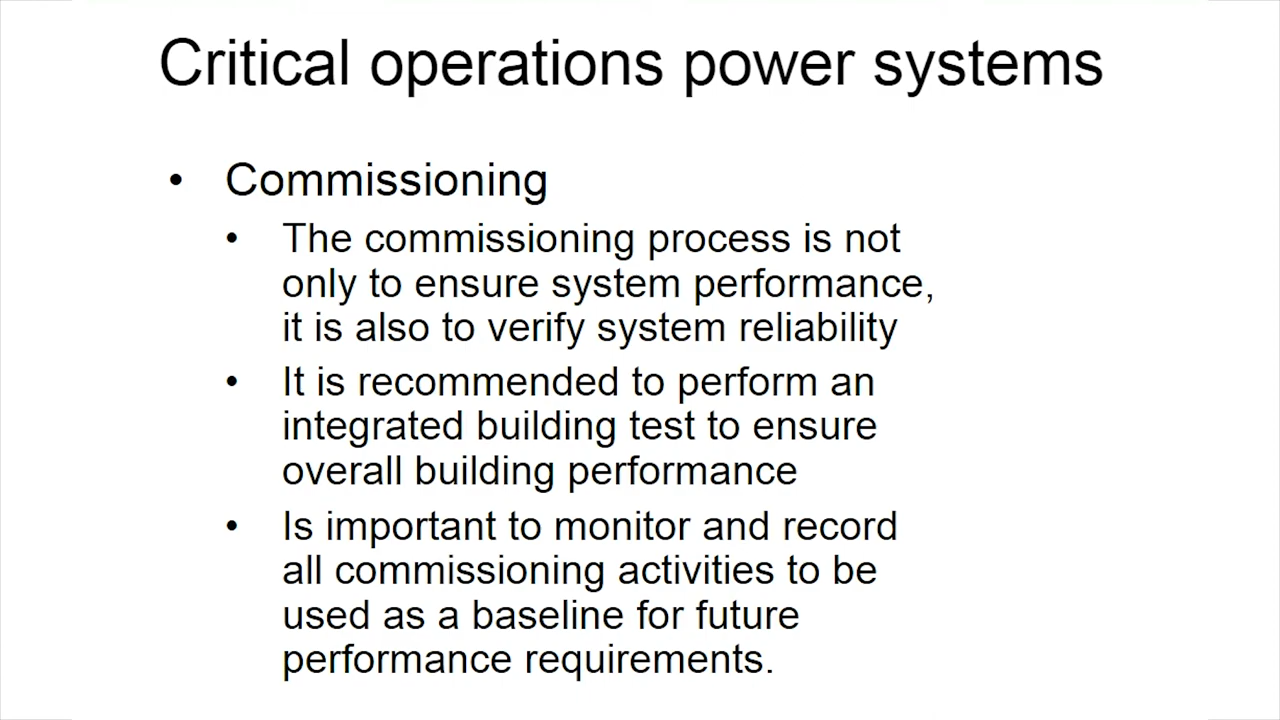 Critical operations power systems
• Commissioning
• The commissioning process is not
only to ensure system performance,
it is also to verify system reliability
• It is recommended to perform an
integrated building test to ensure
overall building performance
• Is important to monitor and record
all commissioning activities to be
used as a baseline for future
performance requirements.